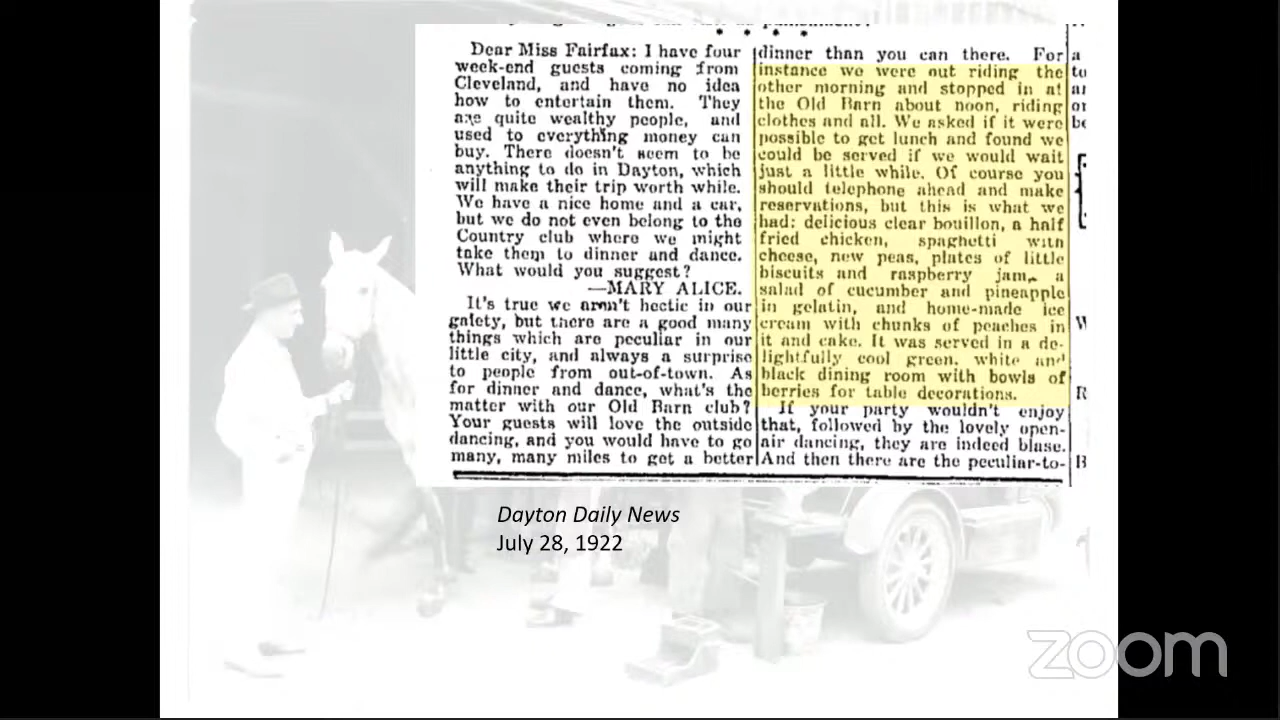 Dear Miss Fairfax: I have four
week-end guests coming from
Cleveland, and have no idea
how to entertain them. They
are quite wealthy people, and
used to everything money can
buy. There doesn't seem to be
anything to do in Dayton, which
will make their trip worth while.
We have a nice home and a car,
but we do not even belong to the
Country club where we might
take them to dinner and dance.
What would you suggest?
—MARY ALICE.
It's true we aren't hectic in our
gaiety, but there are a good many
things which are peculiar in our
little city, and always a surprise
to people from out-of-town. As
for dinner and dance, what's the
matter with our Old Barn club?
Your guests will love the outside
dancing, and you would have to go
many, many miles to get a better
dinner than you can there. For
instance we were out riding the
other morning and stopped in at
the Old Barn about noon, riding
clothes and all. We asked if it were
possible to get lunch and found we
could be served if we would wait
just a little while. Of course you
should telephone ahead and make
reservations, but this is what we
had: delicious clear bouillon, a half
fried chicken, spaghetti with
cheese, new peas, plates of little
biscuits and raspberry jam, a
salad of cucumber and pineapple
in gelatin, and home-made ice
cream with chunks of peaches in
it and cake. It was served in a de-
lightfully cool green, white and
black dining room with bowls of
berries for table decorations.
If your party wouldn't enjoy
that, followed by the lovely open-
air dancing, they are indeed blase.
And then there are the peculiar-to-
Dayton Daily News
July 28, 1922
zoom